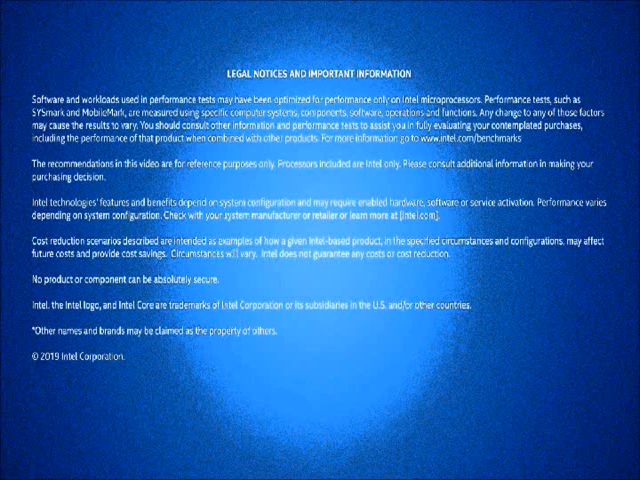 LEGAL NOTICES AND IMPORTANT INFORMATION
Software and workloads used in performance tests may have been optimized for performance only on Intel microprocessors. Performance tests, such as
SYSmark and MobileMark, are measured using specific computer systems, components, software, operations and functions. Any change to any of those factors
may cause the results to vary. You should consult other information and performance tests to assist you in fully evaluating your contemplated purchases,
including the performance of that product when combined with other products. For more information go to www.intel.com/benchmarks
The recommendations in this video are for reference purposes only. Processors included are Intel only. Please consult additional information in making your
purchasing decision.
Intel technologies' features and benefits depend on system configuration and may require enabled hardware, software or service activation. Performance varies
depending on system configuration. Check with your system manufacturer or retailer or learn more at [intel.com].
Cost reduction scenarios described are intended as examples of how a given Intel-based product, in the specified circumstances and configurations, may affect
future costs and provide cost savings. Circumstances will vary. Intel does not guarantee any costs or cost reduction.
No product or component can be absolutely secure.
Intel, the Intel logo, and Intel Core are trademarks of Intel Corporation or its subsidiaries in the U.S. and/or other countries.
*Other names and brands may be claimed as the property of others.
© 2019 Intel Corporation.